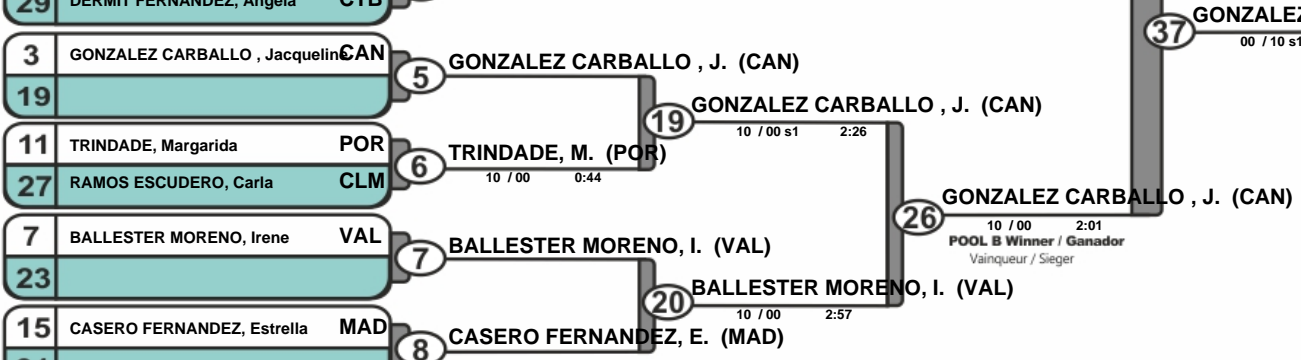 29 DERMIT FERNANDEZ, Angela CYB
37 GONZALEZ
00 / 10 s1
3 GONZALEZ CARBALLO , Jacqueline CAN
19
5 GONZALEZ CARBALLO , J. (CAN)
19 GONZALEZ CARBALLO , J. (CAN)
10 / 00 s1 2:26
11 TRINDADE, Margarida POR
27 RAMOS ESCUDERO, Carla CLM
6 TRINDADE, M. (POR)
10 / 00 0:44
26 GONZALEZ CARBALLO , J. (CAN)
10 / 00 2:01
POOL B Winner / Ganador
Vainqueur / Sieger
7 BALLESTER MORENO, Irene VAL
23
7 BALLESTER MORENO, I. (VAL)
20 BALLESTER MORENO, I. (VAL)
10 / 00 2:57
15 CASERO FERNANDEZ, Estrella MAD
8 CASERO FERNANDEZ, E. (MAD)